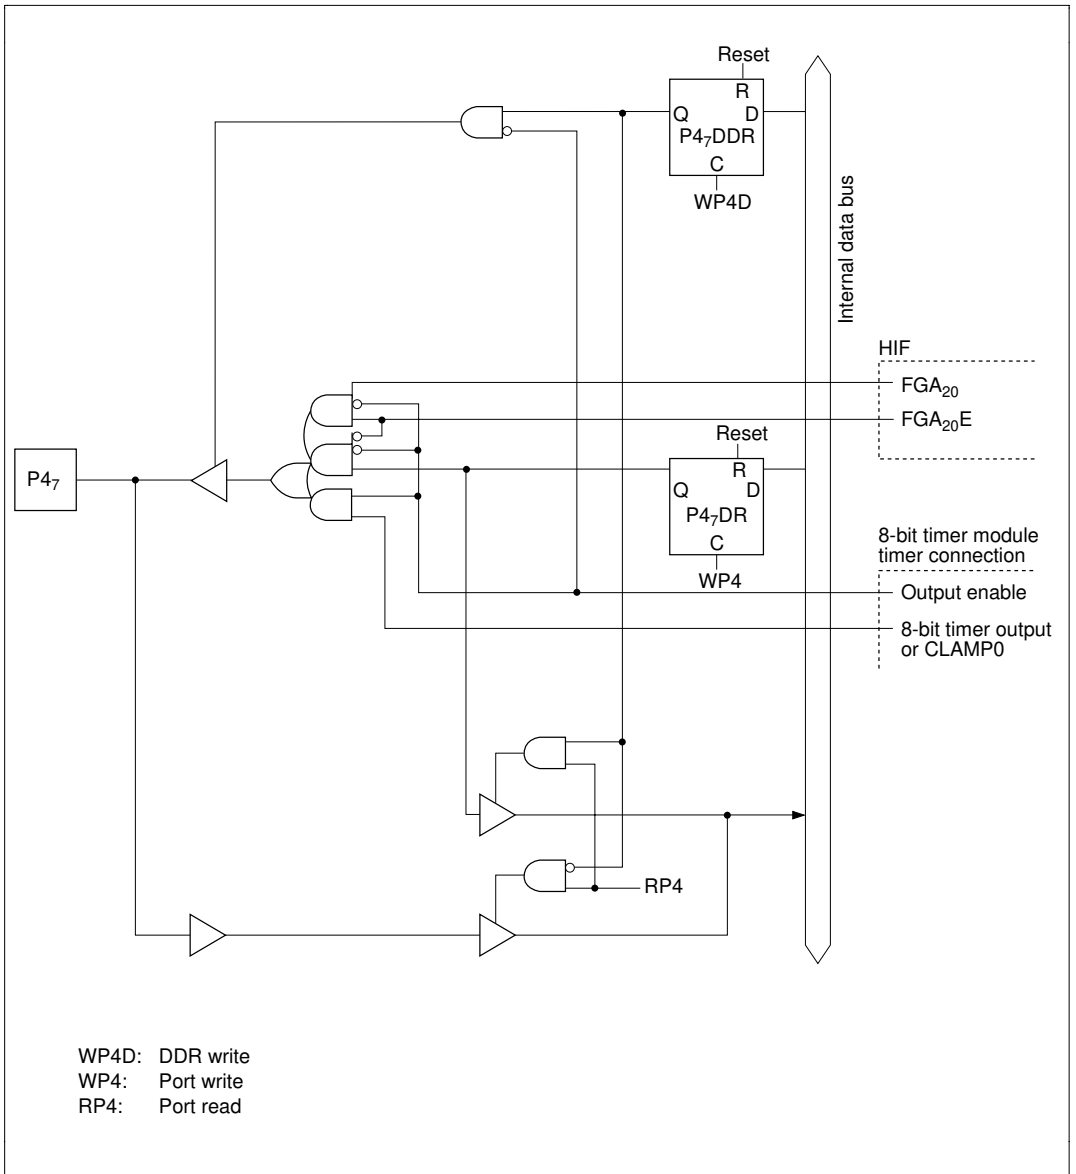 Reset
R
Q D
P4₇DDR
C
WP4D
Internal data bus
HIF
FGA₂₀
FGA₂₀E
Reset
R
Q D
P4₇DR
C
WP4
P4₇
8-bit timer module
timer connection
Output enable
8-bit timer output
or CLAMP0
RP4
WP4D: DDR write
WP4: Port write
RP4: Port read